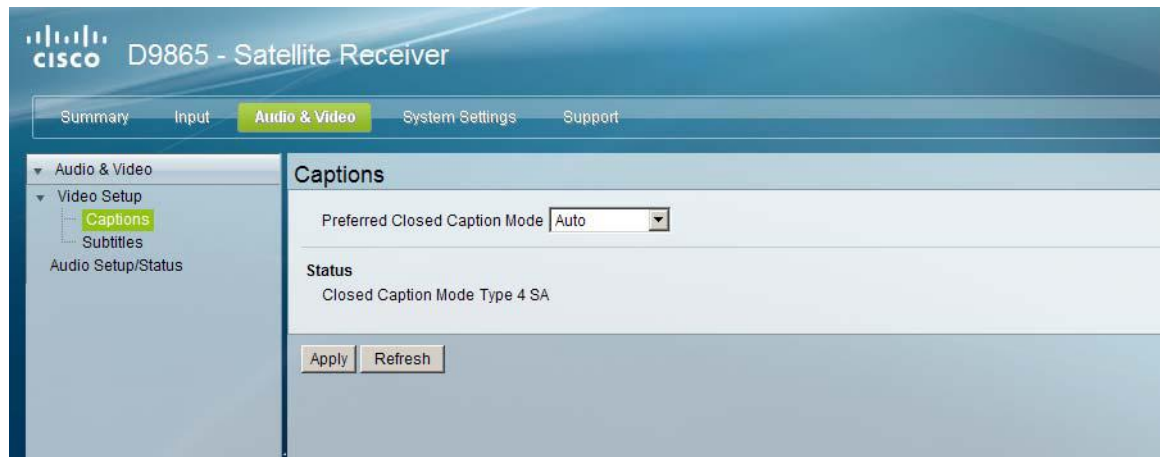 CISCO D9865 - Satellite Receiver
Summary Input Audio & Video System Settings Support
Audio & Video
Video Setup
Captions
Subtitles
Audio Setup/Status
Captions
Preferred Closed Caption Mode Auto
Status
Closed Caption Mode Type 4 SA
Apply Refresh